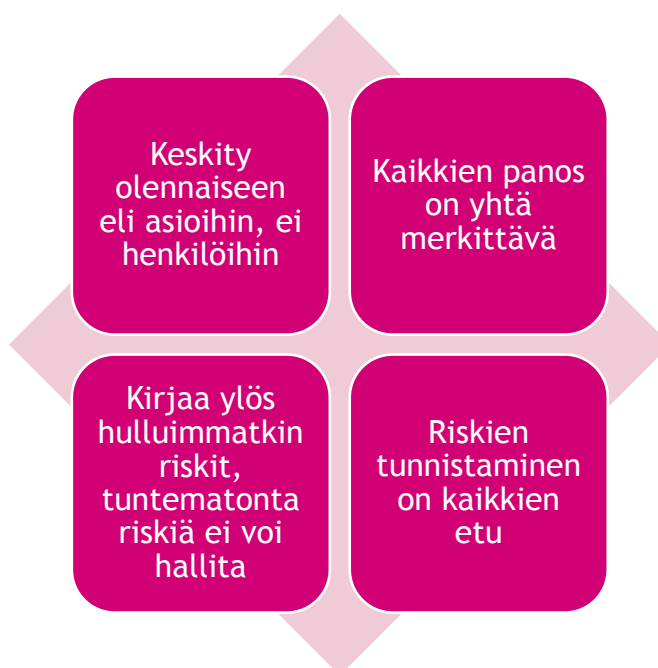 Keskity
olennaiseen
eli asioihin, ei
henkilöihin
Kaikkien panos
on yhtä
merkittävä
Kirjaa ylös
hulluimmatkin
riskit,
tuntematonta
riskiä ei voi
hallita
Riskien
tunnistaminen
on kaikkien
etu